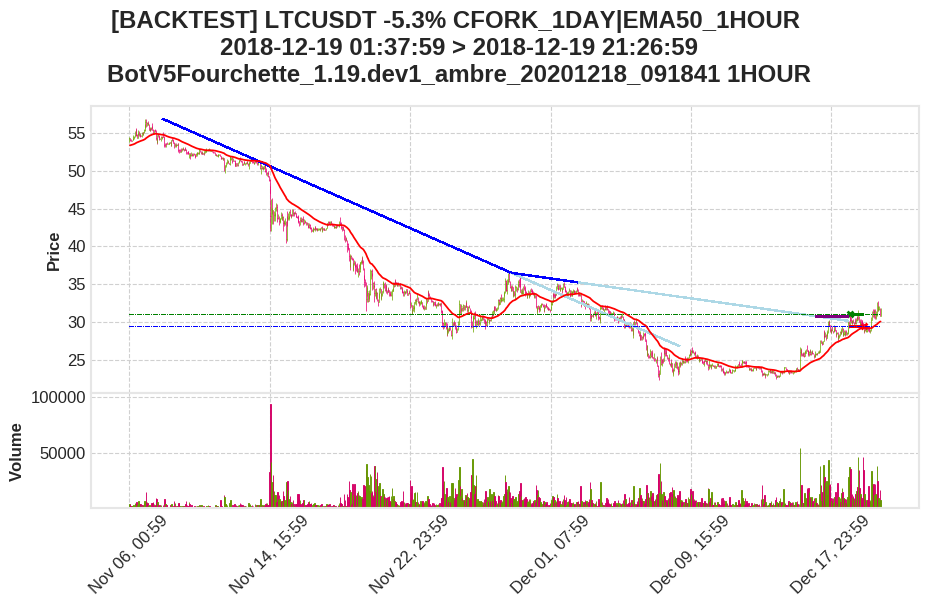 [BACKTEST] LTCUSDT -5.3% CFORK_1DAY|EMA50_1HOUR
2018-12-19 01:37:59 > 2018-12-19 21:26:59
BotV5Fourchette_1.19.dev1_ambre_20201218_091841 1HOUR
55
50
45
40
35
30
25
Price
100000
50000
Volume
Nov 06, 00:59
Nov 14, 15:59
Nov 22, 23:59
Dec 01, 07:59
Dec 09, 15:59
Dec 17, 23:59